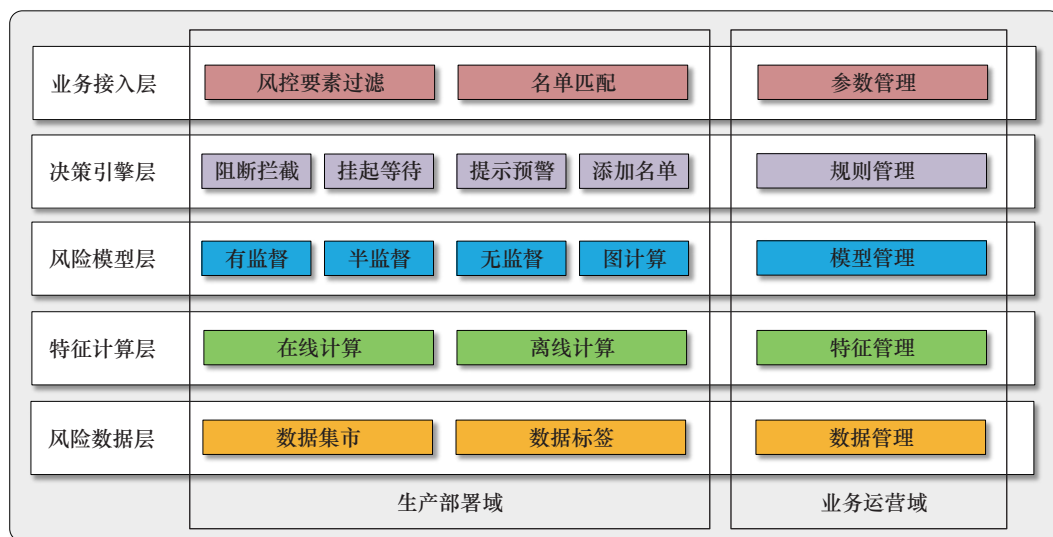 业务接入层 风控要素过滤 名单匹配 参数管理
决策引擎层 阻断拦截 挂起等待 提示预警 添加名单 规则管理
风险模型层 有监督 半监督 无监督 图计算 模型管理
特征计算层 在线计算 离线计算 特征管理
风险数据层 数据集市 数据标签 数据管理
生产部署域 业务运营域